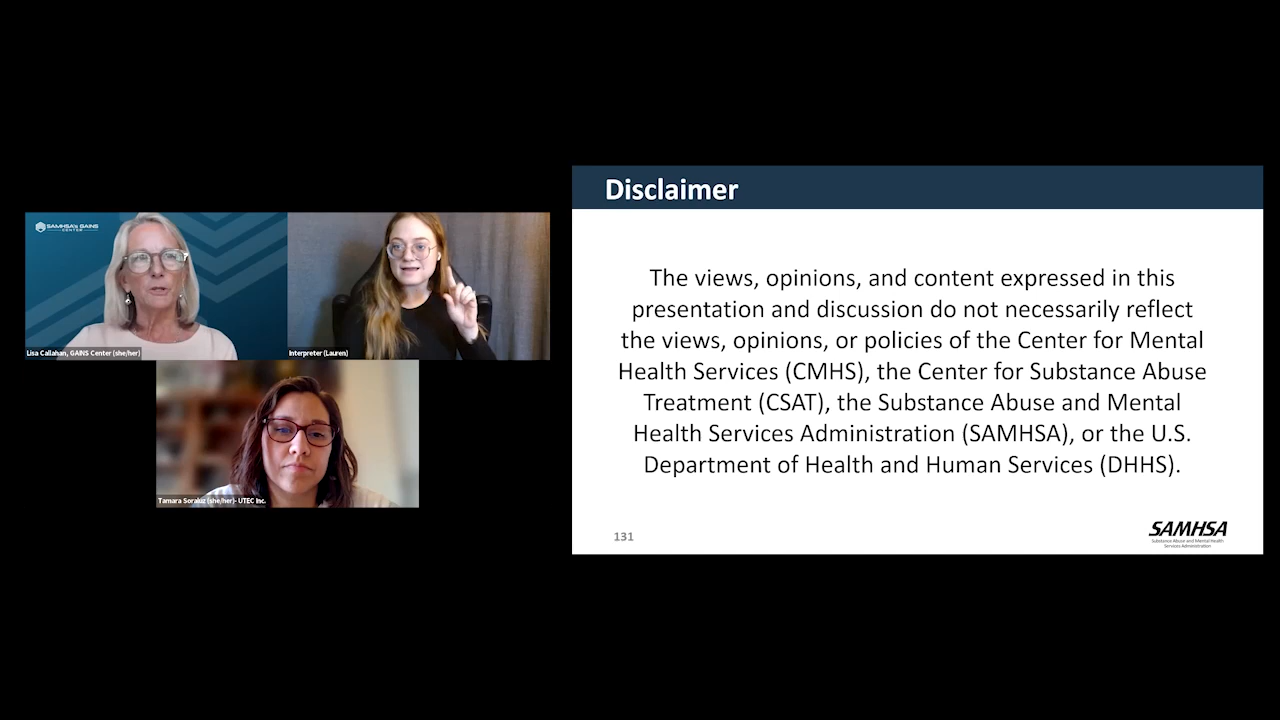 SAMHSA's GAINS
CENTER
Lisa Callahan, GAINS Center (she/her)
Interpreter (Lauren)
Tamara Soraluz (she/her)- UTEC Inc.
Disclaimer
The views, opinions, and content expressed in this
presentation and discussion do not necessarily reflect
the views, opinions, or policies of the Center for Mental
Health Services (CMHS), the Center for Substance Abuse
Treatment (CSAT), the Substance Abuse and Mental
Health Services Administration (SAMHSA), or the U.S.
Department of Health and Human Services (DHHS).
131
SAMHSA
Substance Abuse and Mental Health
Services Administration